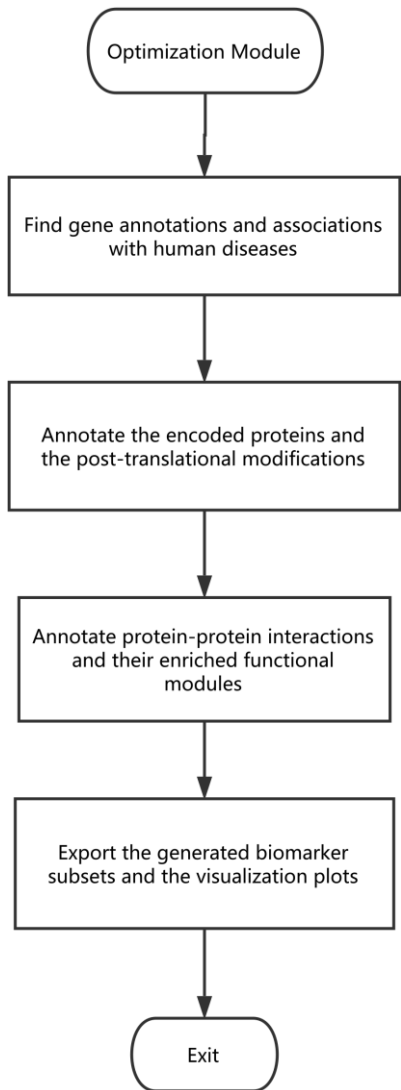 Optimization Module
Find gene annotations and associations
with human diseases
Annotate the encoded proteins and
the post-translational modifications
Annotate protein-protein interactions
and their enriched functional
modules
Export the generated biomarker
subsets and the visualization plots
Exit